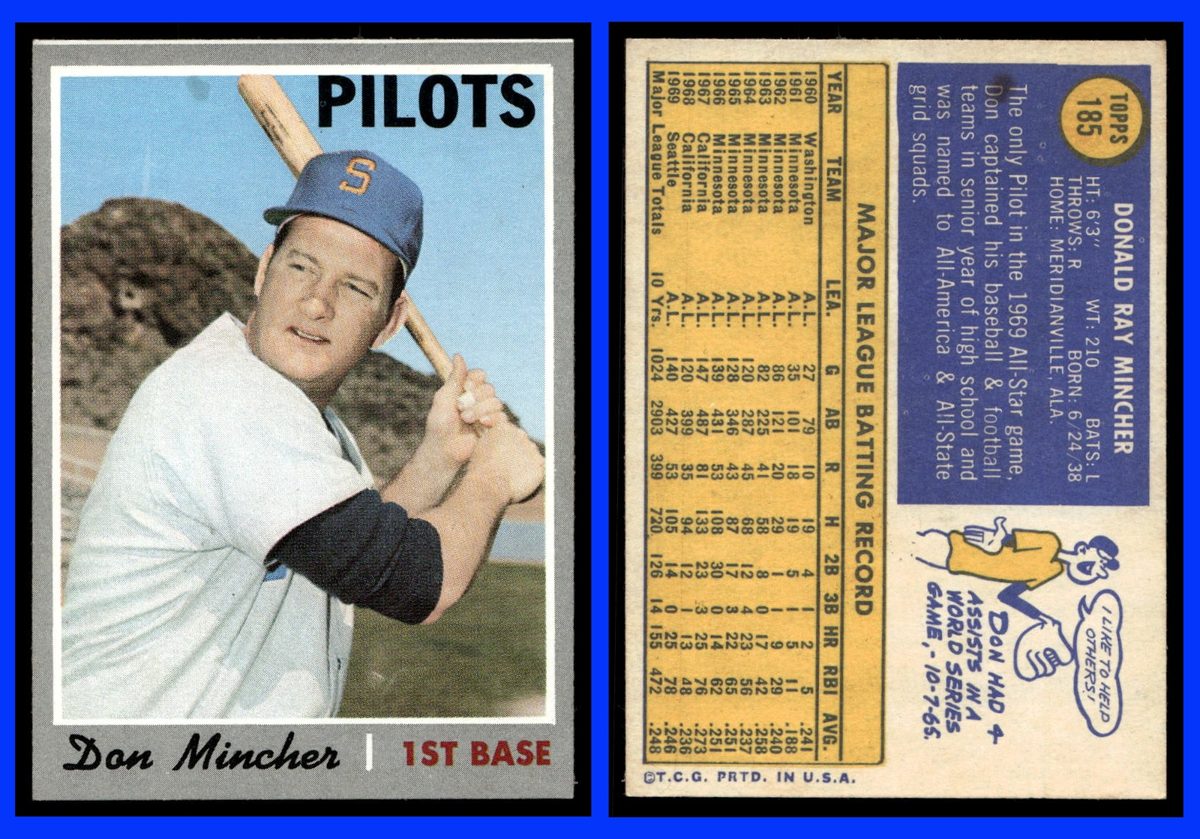 PILOTS
S
Don Mincher | 1ST BASE
TOPPS
185
DONALD RAY MINCHER
HT: 6'3" WT: 210 BATS: L
THROWS: R BORN: 6/24/38
HOME: MERIDIANVILLE, ALA.
The only Pilot in the 1969 All-Star game,
Don captained his baseball & football
teams in senior year of high school and
was named to All-America & All-State
grid squads.
I LIKE TO HELP
OTHERS!
DON HAD 4
ASSISTS IN A
WORLD SERIES
GAME,-10-7-65.
MAJOR LEAGUE BATTING RECORD
YEAR TEAM LEA. G AB R H 2B 3B HR RBI AVG.
1960 Washington A.L. 27 79 10 19 4 1 2 5 .241
1961 Minnesota A.L. 35 101 18 19 5 1 5 11 .188
1962 Minnesota A.L. 86 121 20 29 1 1 9 29 .240
1963 Minnesota A.L. 82 225 41 58 8 0 17 42 .258
1964 Minnesota A.L. 120 287 45 68 12 4 23 56 .237
1965 Minnesota A.L. 128 346 43 87 17 3 22 65 .251
1966 Minnesota A.L. 139 431 53 108 30 0 14 62 .251
1967 California A.L. 147 487 81 133 23 3 25 76 .273
1968 California A.L. 120 399 35 94 12 1 13 48 .236
1969 Seattle A.L. 140 427 53 105 14 0 25 78 .246
Major League Totals 10 Yrs. 1024 2903 399 720 126 14 155 472 .248
©T.C.G. PRTD. IN U.S.A.